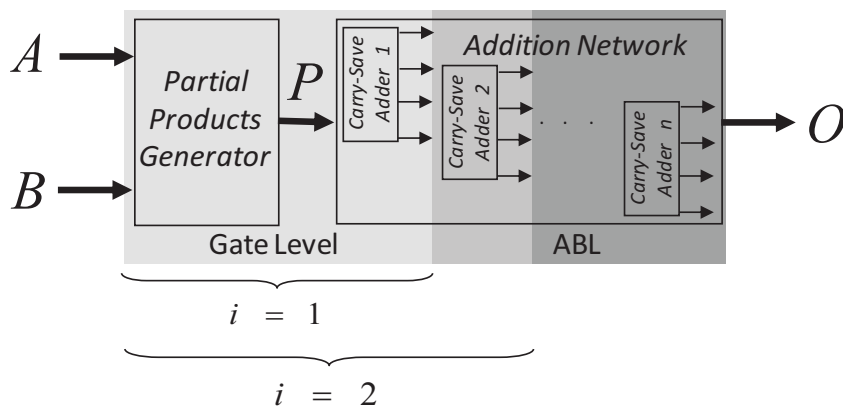 A
B
Partial
Products
Generator
P
Carry-Save
Adder 1
Addition Network
Carry-Save
Adder 2
. . .
Carry-Save
Adder n
O
Gate Level
ABL
i = 1
i = 2